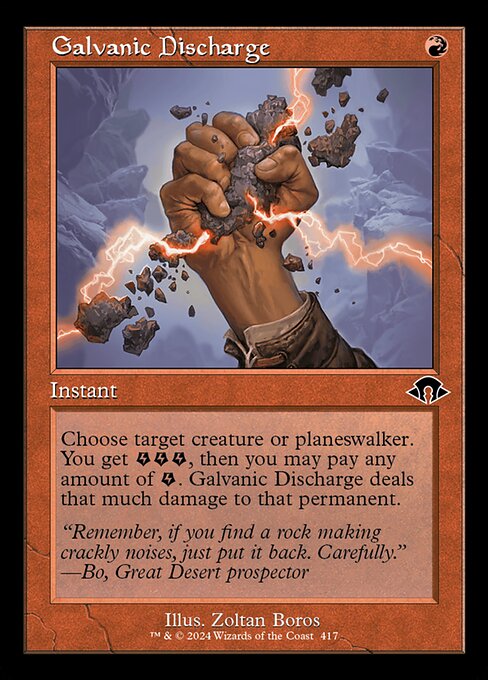 Galvanic Discharge
Instant
Choose target creature or planeswalker.
You get , then you may pay any
amount of . Galvanic Discharge deals
that much damage to that permanent.
“Remember, if you find a rock making
crackly noises, just put it back. Carefully.”
—Bo, Great Desert prospector
Illus. Zoltan Boros
™ & © 2024 Wizards of the Coast 417